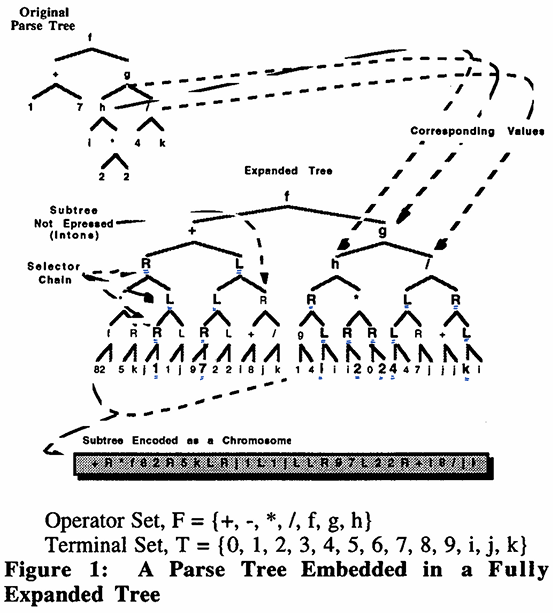 Original
Parse Tree
f
+ g
1 7 h /
i * 4 k
2 2
Corresponding Values
Expanded Tree
f
Subtree
Not Epressed
(Intons)
+ g
Selector
Chain
R L h /
L L R R * L R
f R R L R L + / g L R R L R + L
82 5 k j 1 1 j 9 7 2 2 i 8 j k 1 4 i i 2 0 2 4 4 7 j j j k i
Subtree Encoded as a Chromosome
+ R * f 8 2 R 5 k L R j 1 L 1 j L L R 9 7 L 2 2 R + i 8 / j
Operator Set, F = {+, -, *, /, f, g, h}
Terminal Set, T = {0, 1, 2, 3, 4, 5, 6, 7, 8, 9, i, j, k}
Figure 1: A Parse Tree Embedded in a Fully
Expanded Tree